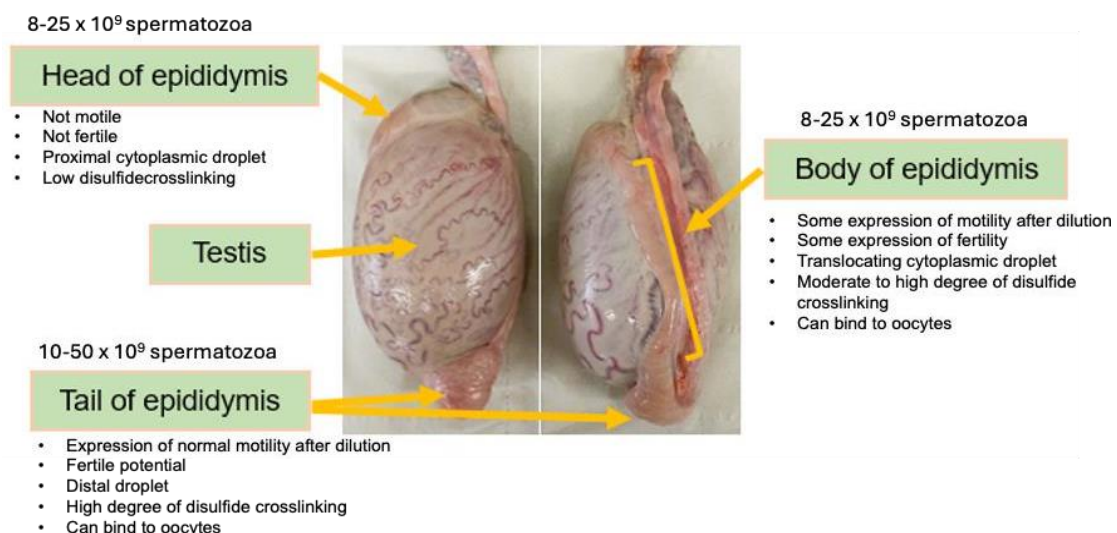 8-25 x 10⁹ spermatozoa
Head of epididymis
• Not motile
• Not fertile
• Proximal cytoplasmic droplet
• Low disulfidecrosslinking
Testis
10-50 x 10⁹ spermatozoa
Tail of epididymis
• Expression of normal motility after dilution
• Fertile potential
• Distal droplet
• High degree of disulfide crosslinking
• Can bind to oocytes
8-25 x 10⁹ spermatozoa
Body of epididymis
• Some expression of motility after dilution
• Some expression of fertility
• Translocating cytoplasmic droplet
• Moderate to high degree of disulfide
crosslinking
• Can bind to oocytes